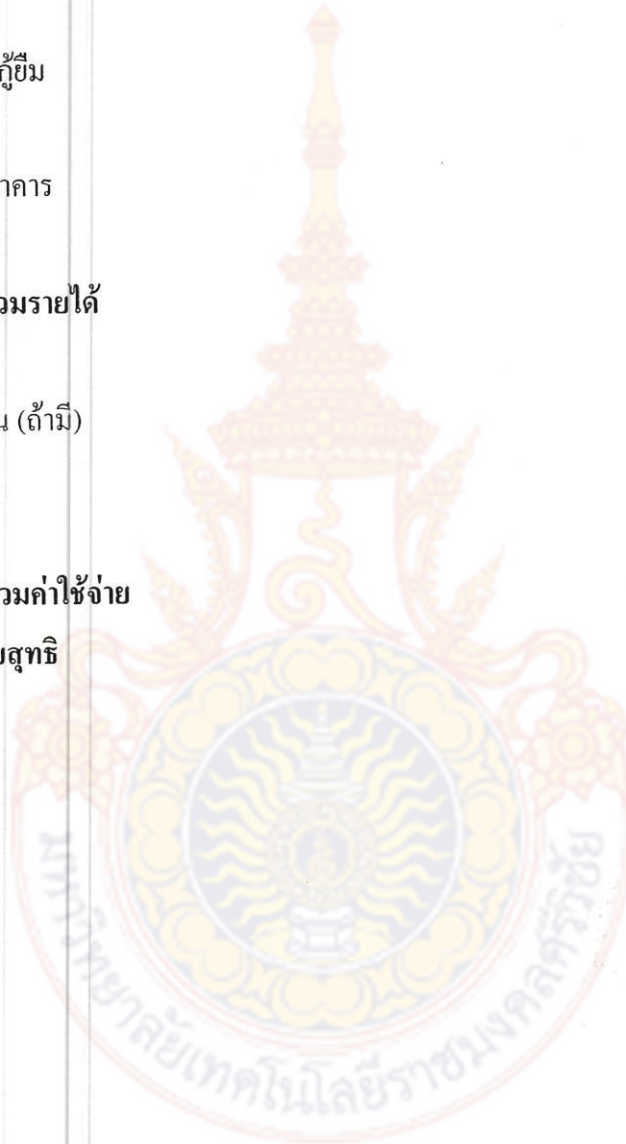 กู้ยืม
าคาร
วมรายได้
น (ถ้ามี)
วมค่าใช้จ่าย
สุทธิ
มหาวิทยาลัยเทคโนโลยีราชมงคลศรีวิชัย